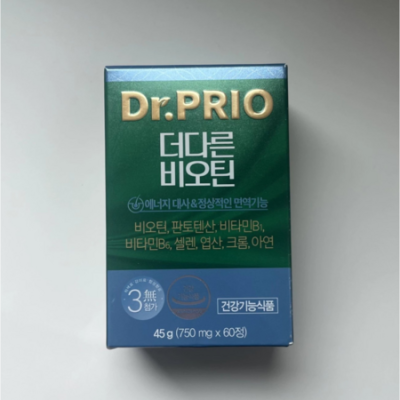 Dr.PRIO
더다른
비오틴
에너지 대사&정상적인 면역기능
비오틴, 판토텐산, 비타민B₁,
비타민B₆, 셀렌, 엽산, 크롬, 아연
3無
첨가
건강기능식품
45 g (750 mg x 60정)